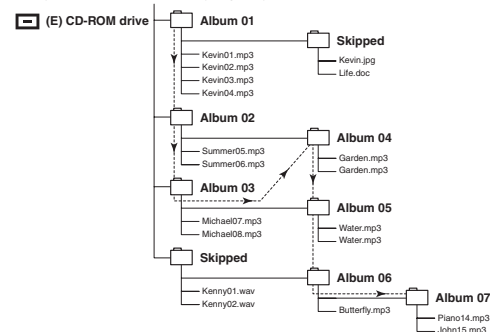 (E) CD-ROM drive
Album 01
Skipped
Kevin01.mp3
Kevin02.mp3
Kevin03.mp3
Kevin04.mp3
Kevin.jpg
Life.doc
Album 02
Summer05.mp3
Summer06.mp3
Album 04
Garden.mp3
Garden.mp3
Album 03
Michael07.mp3
Michael08.mp3
Album 05
Water.mp3
Water.mp3
Skipped
Kenny01.wav
Kenny02.wav
Album 06
Butterfly.mp3
Album 07
Piano14.mp3
John15.mp3